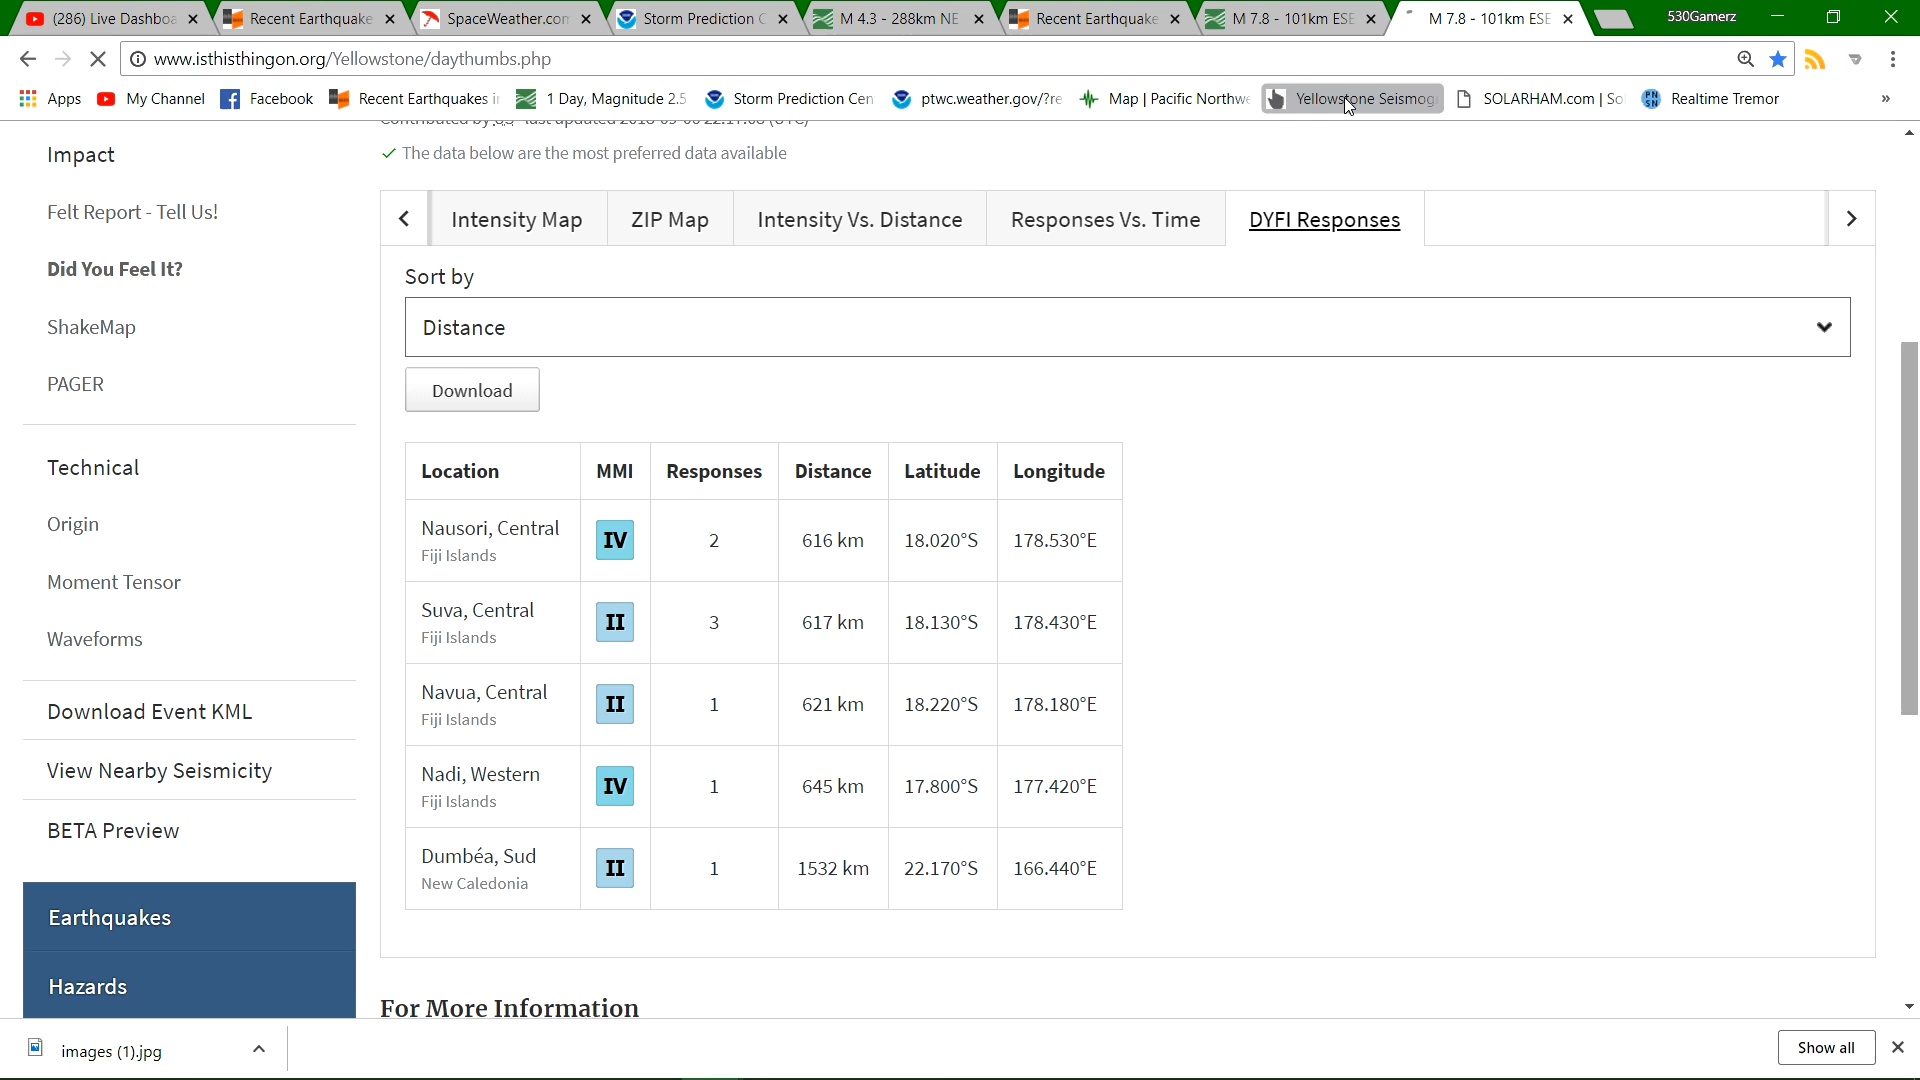 (286) Live Dashboa
Recent Earthquake
SpaceWeather.com
Storm Prediction C
M 4.3 - 288km NE
Recent Earthquake
M 7.8 - 101km ESE
M 7.8 - 101km ESE
530Gamerz
www.isthisthingon.org/Yellowstone/daythumbs.php
Apps
My Channel
Facebook
Recent Earthquakes i
1 Day, Magnitude 2.5
Storm Prediction Cen
ptwc.weather.gov/?re
Map | Pacific Northwe
Yellowstone Seismog
SOLARHAM.com | So
Realtime Tremor
»
Impact
Felt Report - Tell Us!
Did You Feel It?
ShakeMap
PAGER
Technical
Origin
Moment Tensor
Waveforms
Download Event KML
View Nearby Seismicity
BETA Preview
Earthquakes
Hazards
The data below are the most preferred data available
Intensity Map
ZIP Map
Intensity Vs. Distance
Responses Vs. Time
DYFI Responses
Sort by
Distance
Download
Location MMI Responses Distance Latitude Longitude
Nausori, Central IV 2 616 km 18.020°S 178.530°E
Fiji Islands
Suva, Central II 3 617 km 18.130°S 178.430°E
Fiji Islands
Navua, Central II 1 621 km 18.220°S 178.180°E
Fiji Islands
Nadi, Western IV 1 645 km 17.800°S 177.420°E
Fiji Islands
Dumbéa, Sud II 1 1532 km 22.170°S 166.440°E
New Caledonia
For More Information
images (1).jpg
Show all